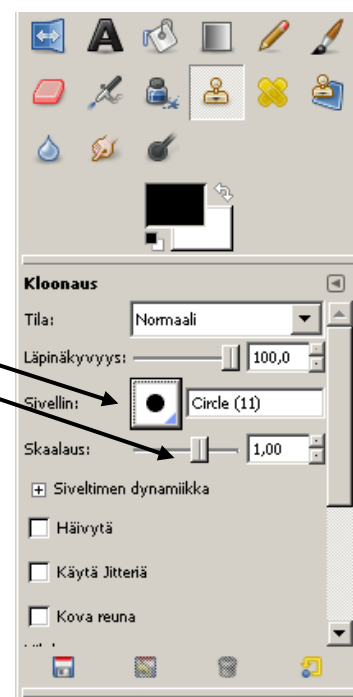 Kloonaus
Tila: Normaali
Läpinäkyvyys: 100,0
Sivellin: Circle (11)
Skaalaus: 1,00
Siveltimen dynamiikka
Häivytä
Käytä Jitteriä
Kova reuna